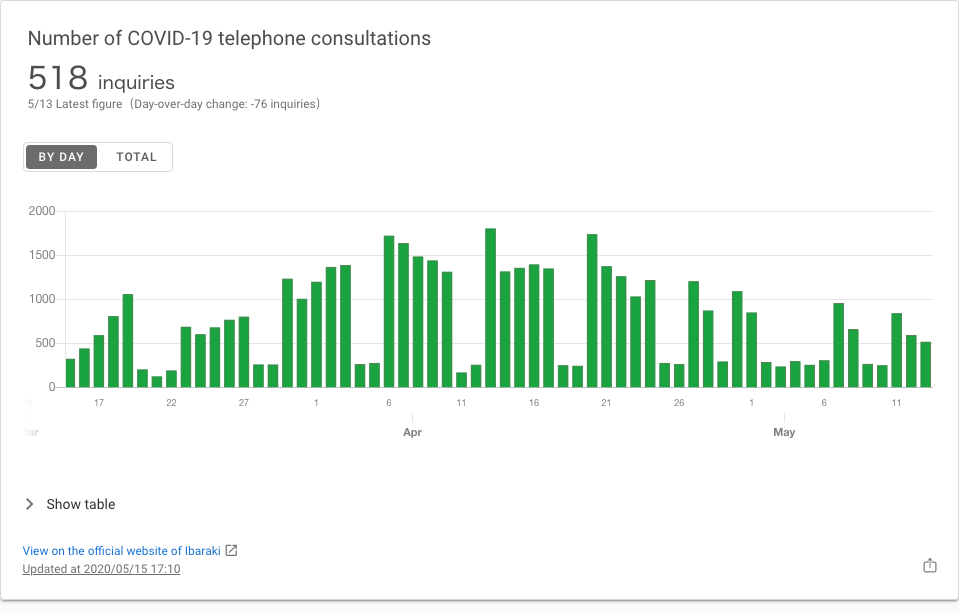 Number of COVID-19 telephone consultations
518 inquiries
5/13 Latest figure (Day-over-day change: -76 inquiries)
BY DAY TOTAL
2000
1500
1000
500
0
17 22 27 1 6 11 16 21 26 1 6 11
Apr May
Show table
View on the official website of Ibaraki
Updated at 2020/05/15 17:10